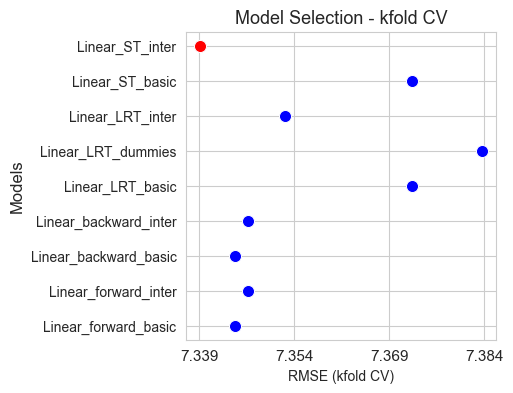 Model Selection - kfold CV
Models
Linear_ST_inter
Linear_ST_basic
Linear_LRT_inter
Linear_LRT_dummies
Linear_LRT_basic
Linear_backward_inter
Linear_backward_basic
Linear_forward_inter
Linear_forward_basic
7.339 7.354 7.369 7.384
RMSE (kfold CV)